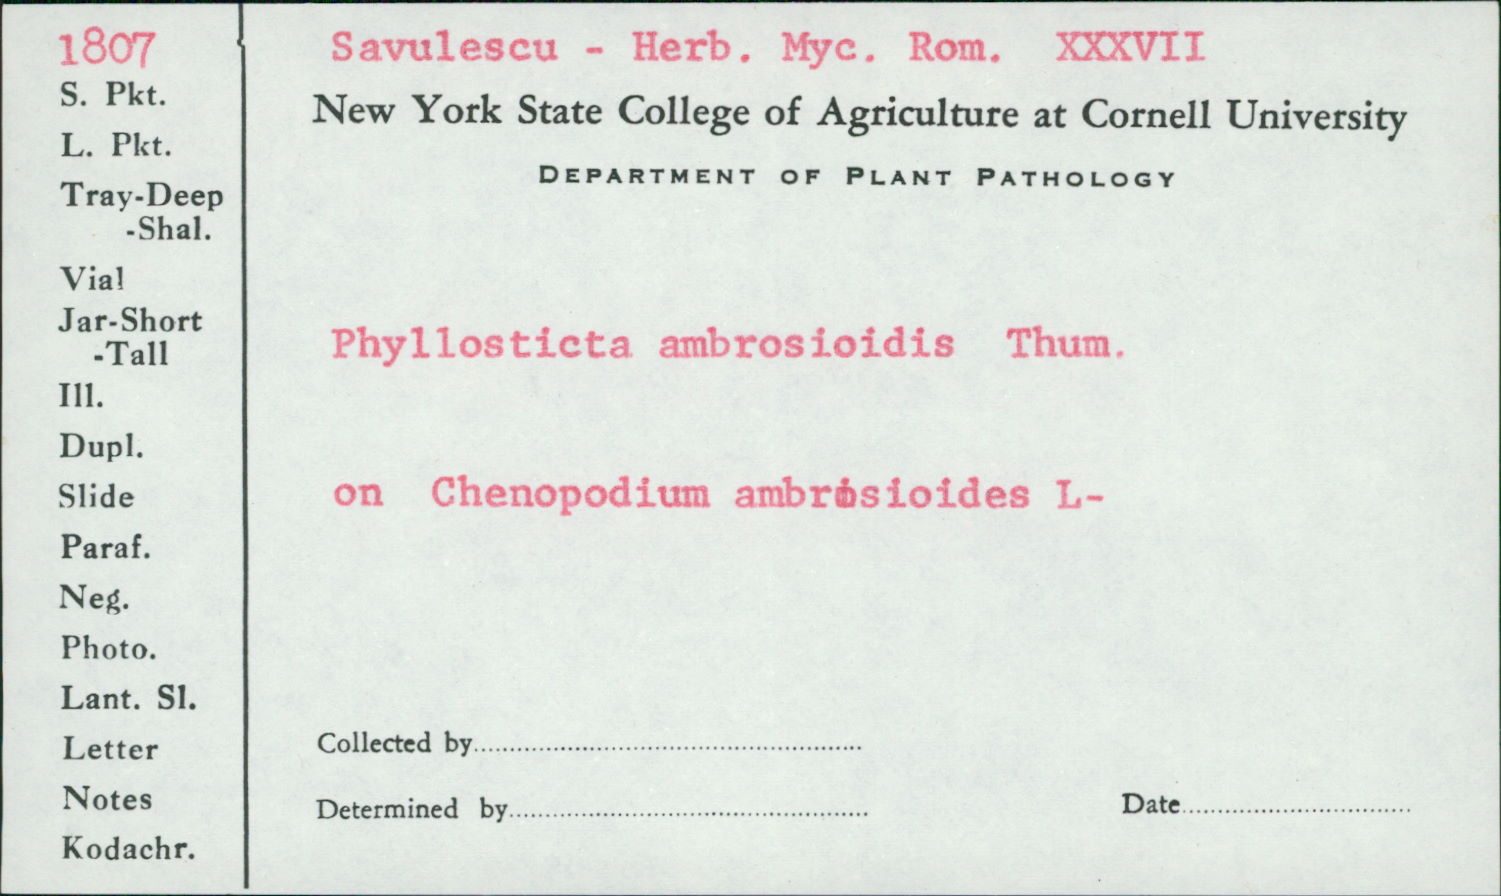 1807
S. Pkt.
L. Pkt.
Tray-Deep
-Shal.
Vial
Jar-Short
-Tall
Ill.
Dupl.
Slide
Paraf.
Neg.
Photo.
Lant. Sl.
Letter
Notes
Kodachr.
Savulescu - Herb. Myc. Rom. XXXVII
New York State College of Agriculture at Cornell University
DEPARTMENT OF PLANT PATHOLOGY
Phyllosticta ambrosioidis Thum.
on Chenopodium ambrosioides L-
Collected by
Determined by
Date